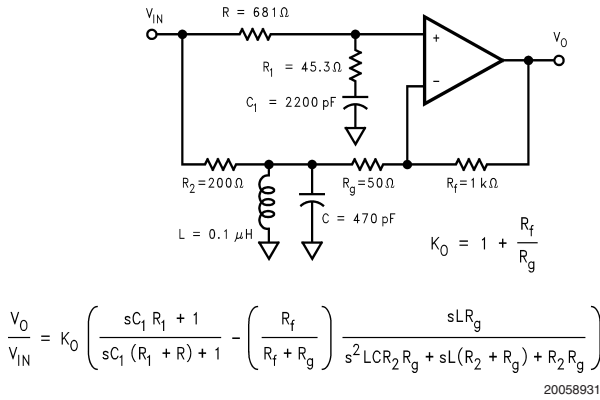 R = 681Ω
V_IN
V_O
+
R_1 = 45.3Ω
−
C_1 = 2200 pF
R_2=200Ω
R_g=50Ω
R_f=1 kΩ
C = 470 pF
L = 0.1 μH
K_O = 1 + R_f / R_g
V_O / V_IN = K_O ( (sC_1 R_1 + 1) / (sC_1 (R_1 + R) + 1) − ( R_f / (R_f + R_g) ) sLR_g / (s^2 LCR_2 R_g + sL(R_2 + R_g) + R_2 R_g) )
20058931